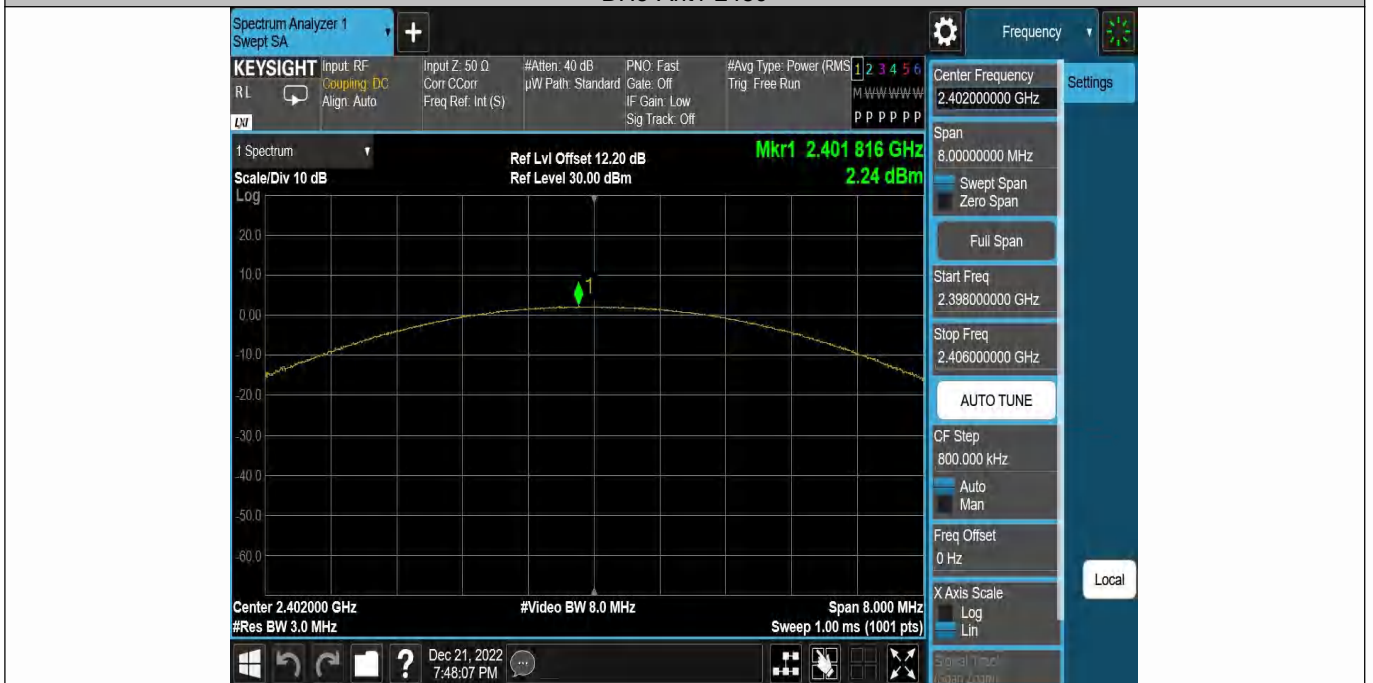 Spectrum Analyzer 1
Swept SA
+
Frequency
KEYSIGHT
RL
LXI
Input: RF
Coupling: DC
Align: Auto
Input Z: 50 Ω
Corr CCorr
Freq Ref: Int (S)
#Atten: 40 dB
µW Path: Standard
PNO: Fast
Gate: Off
IF Gain: Low
Sig Track: Off
#Avg Type: Power (RMS
Trig: Free Run
1 2 3 4 5 6
M W W W W W
P P P P P P
1 Spectrum
Scale/Div 10 dB
Log
Ref Lvl Offset 12.20 dB
Ref Level 30.00 dBm
Mkr1 2.401 816 GHz
2.24 dBm
20.0
10.0
0.00
-10.0
-20.0
-30.0
-40.0
-50.0
-60.0
1
Center 2.402000 GHz
#Res BW 3.0 MHz
#Video BW 8.0 MHz
Span 8.000 MHz
Sweep 1.00 ms (1001 pts)
Center Frequency
2.402000000 GHz
Settings
Span
8.00000000 MHz
Swept Span
Zero Span
Full Span
Start Freq
2.398000000 GHz
Stop Freq
2.406000000 GHz
AUTO TUNE
CF Step
800.000 kHz
Auto
Man
Freq Offset
0 Hz
X Axis Scale
Log
Lin
Local
Signal Track
(Span Zoom)
?
Dec 21, 2022
7:48:07 PM